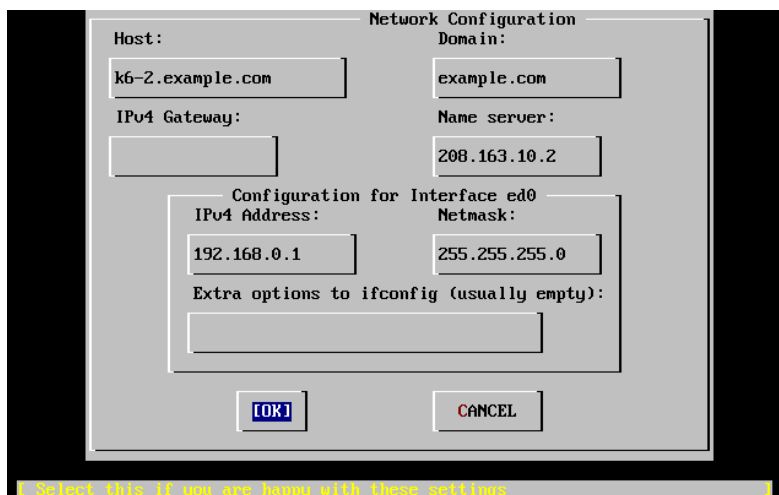 Network Configuration
Host: Domain:
k6-2.example.com example.com
IPv4 Gateway: Name server:
208.163.10.2
Configuration for Interface ed0
IPv4 Address: Netmask:
192.168.0.1 255.255.255.0
Extra options to ifconfig (usually empty):
[OK] CANCEL
[ Select this if you are happy with these settings ]